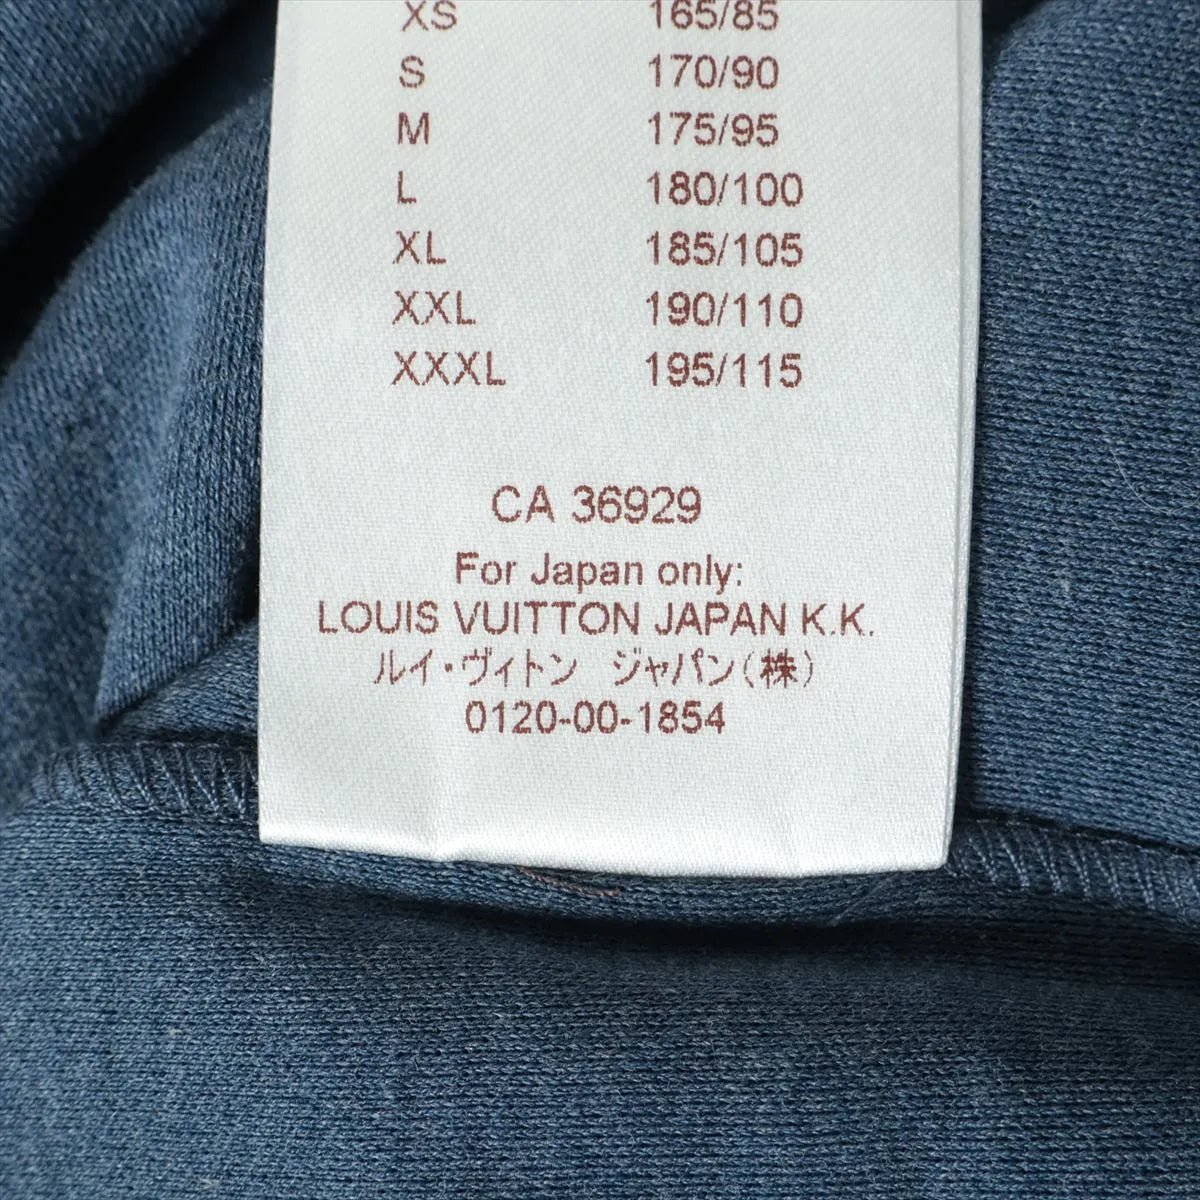 XS 165/85
S 170/90
M 175/95
L 180/100
XL 185/105
XXL 190/110
XXXL 195/115
CA 36929
For Japan only:
LOUIS VUITTON JAPAN K.K.
ルイ・ヴィトン ジャパン(株)
0120-00-1854